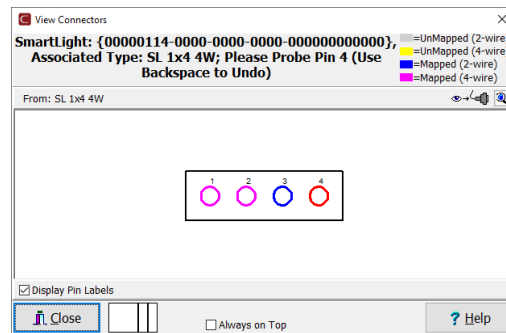 View Connectors
SmartLight: {00000114-0000-0000-0000-000000000000},
Associated Type: SL 1x4 4W; Please Probe Pin 4 (Use
Backspace to Undo)
=UnMapped (2-wire)
=UnMapped (4-wire
=Mapped (2-wire)
=Mapped (4-wire)
From: SL 1x4 4W
1 2 3 4
Display Pin Labels
Close
Always on Top
? Help